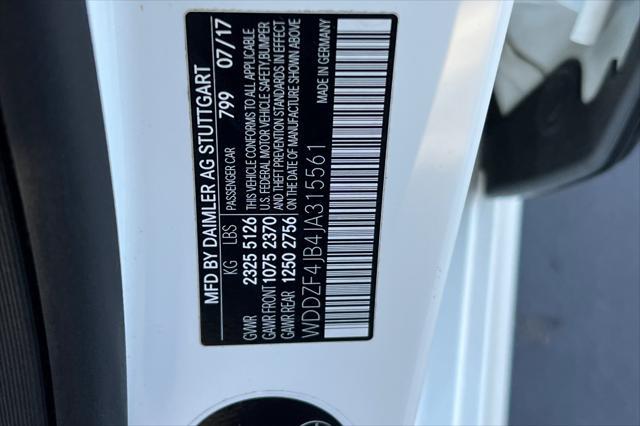 MFD BY DAIMLER AG STUTTGART
KG LBS PASSENGER CAR 799 07/17
GVWR 2325 5126 THIS VEHICLE CONFORMS TO ALL APPLICABLE
GAWR FRONT 1075 2370 U.S. FEDERAL MOTOR VEHICLE SAFETY, BUMPER
GAWR REAR 1250 2756 AND THEFT PREVENTION STANDARDS IN EFFECT
ON THE DATE OF MANUFACTURE SHOWN ABOVE
WDDZF4JB4JA315561 MADE IN GERMANY